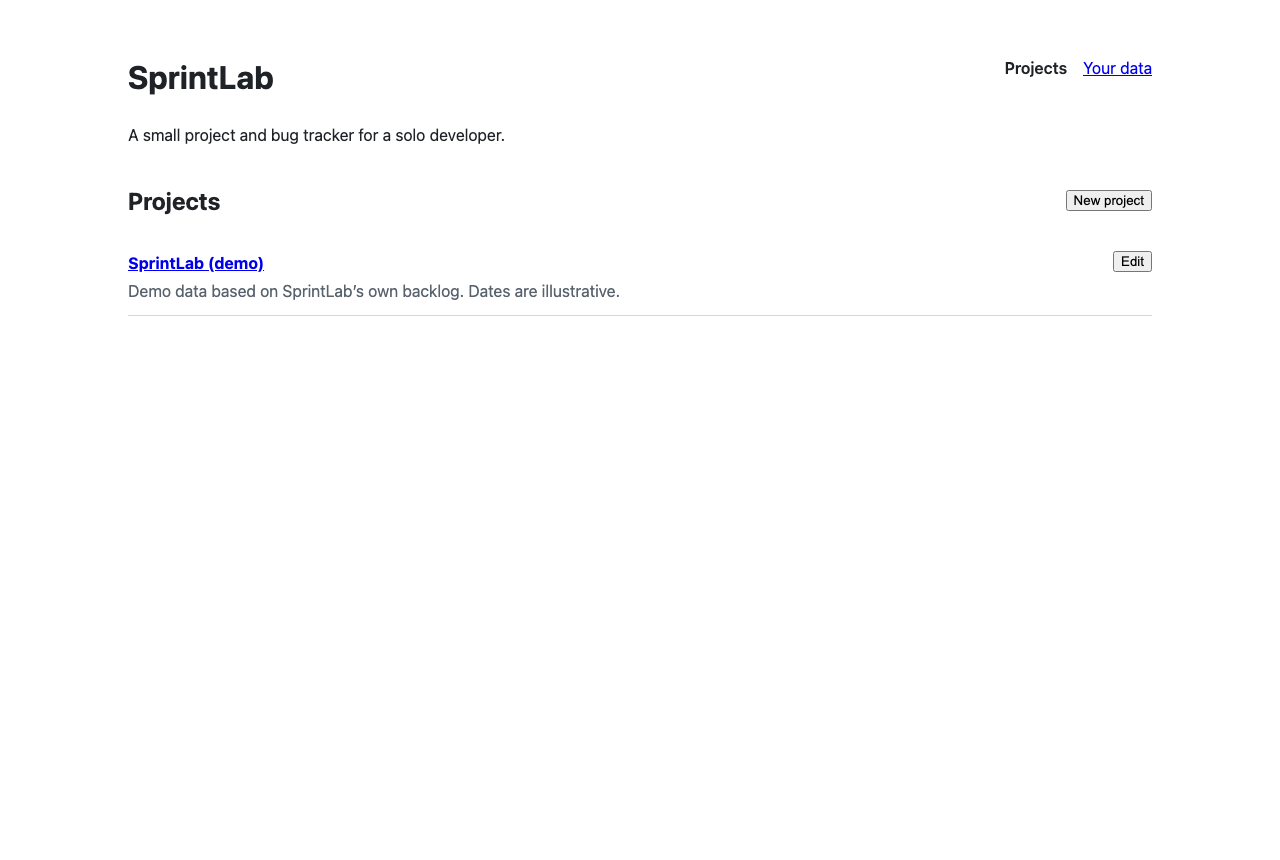 SprintLab
Projects Your data
A small project and bug tracker for a solo developer.
Projects
New project
SprintLab (demo)
Edit
Demo data based on SprintLab’s own backlog. Dates are illustrative.